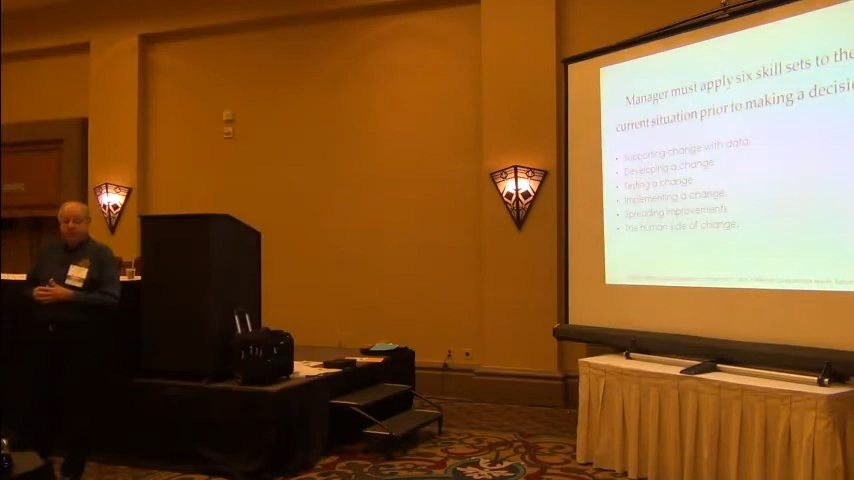 Manager must apply six skill sets to the
current situation prior to making a decisi
• Supporting change with data
• Developing a change
• Testing a change
• Implementing a change
• Spreading improvements
• The human side of change